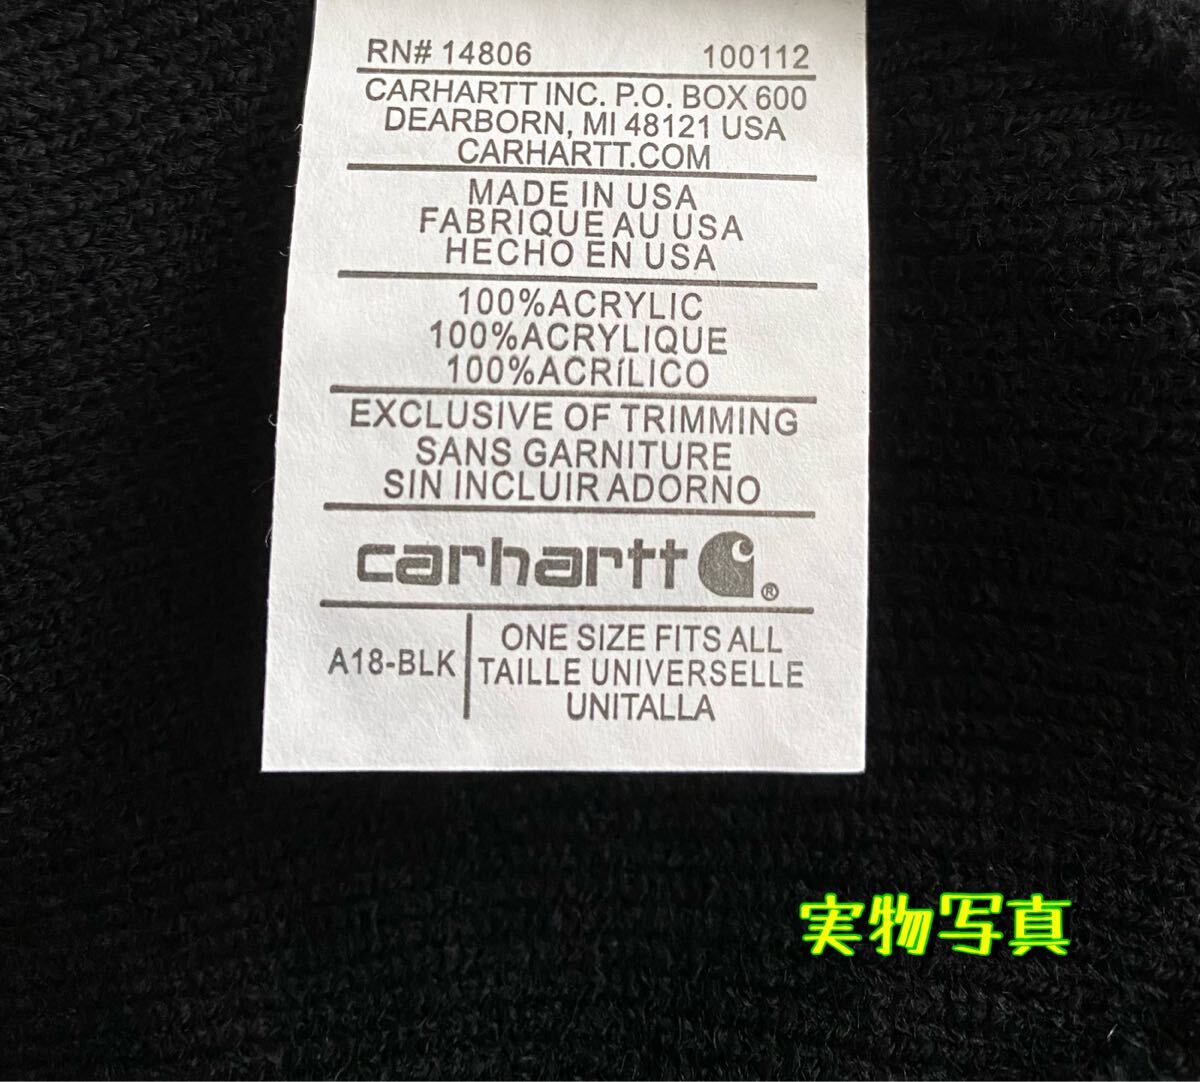 RN# 14806 100112
CARHARTT INC. P.O. BOX 600
DEARBORN, MI 48121 USA
CARHARTT.COM
MADE IN USA
FABRIQUE AU USA
HECHO EN USA
100%ACRYLIC
100%ACRYLIQUE
100%ACRíLICO
EXCLUSIVE OF TRIMMING
SANS GARNITURE
SIN INCLUIR ADORNO
carhartt ®
A18-BLK
ONE SIZE FITS ALL
TAILLE UNIVERSELLE
UNITALLA
実物写真